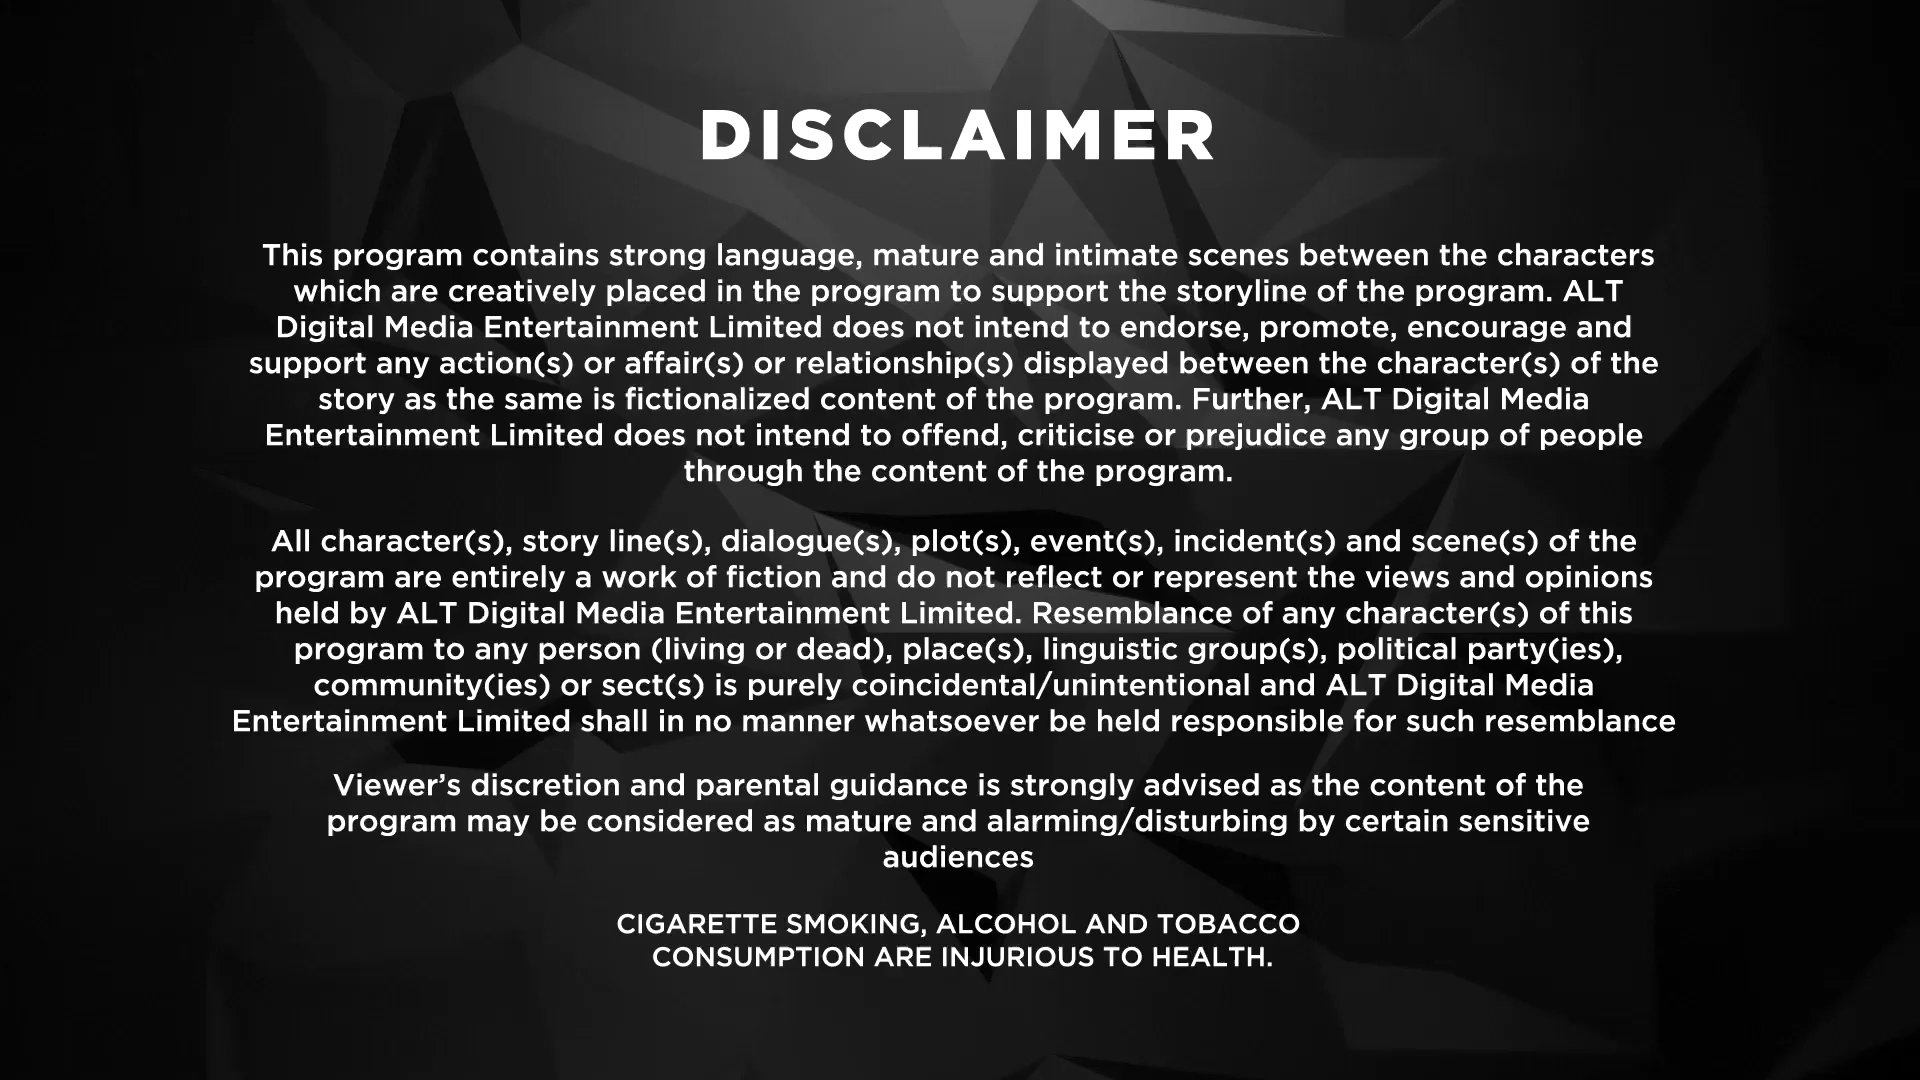 DISCLAIMER
This program contains strong language, mature and intimate scenes between the characters
which are creatively placed in the program to support the storyline of the program. ALT
Digital Media Entertainment Limited does not intend to endorse, promote, encourage and
support any action(s) or affair(s) or relationship(s) displayed between the character(s) of the
story as the same is fictionalized content of the program. Further, ALT Digital Media
Entertainment Limited does not intend to offend, criticise or prejudice any group of people
through the content of the program.
All character(s), story line(s), dialogue(s), plot(s), event(s), incident(s) and scene(s) of the
program are entirely a work of fiction and do not reflect or represent the views and opinions
held by ALT Digital Media Entertainment Limited. Resemblance of any character(s) of this
program to any person (living or dead), place(s), linguistic group(s), political party(ies),
community(ies) or sect(s) is purely coincidental/unintentional and ALT Digital Media
Entertainment Limited shall in no manner whatsoever be held responsible for such resemblance
Viewer’s discretion and parental guidance is strongly advised as the content of the
program may be considered as mature and alarming/disturbing by certain sensitive
audiences
CIGARETTE SMOKING, ALCOHOL AND TOBACCO
CONSUMPTION ARE INJURIOUS TO HEALTH.